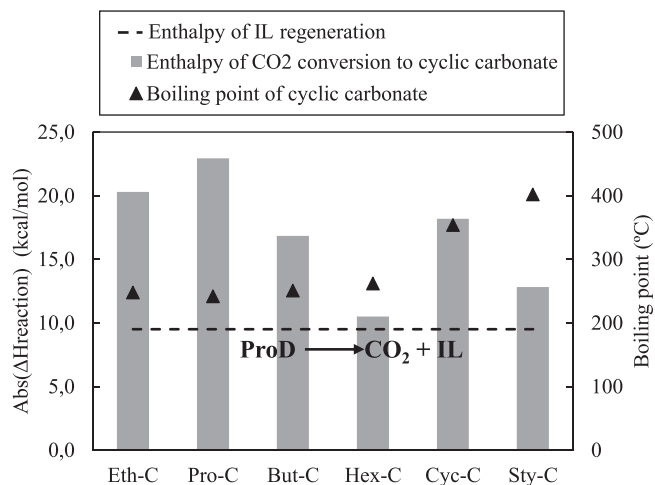 Enthalpy of IL regeneration
Enthalpy of CO2 conversion to cyclic carbonate
Boiling point of cyclic carbonate
25,0
20,0
15,0
10,0
5,0
0,0
Abs(ΔHreaction) (kcal/mol)
500
400
300
200
100
0
Boiling point (ºC)
ProD → CO₂ + IL
Eth-C Pro-C But-C Hex-C Cyc-C Sty-C